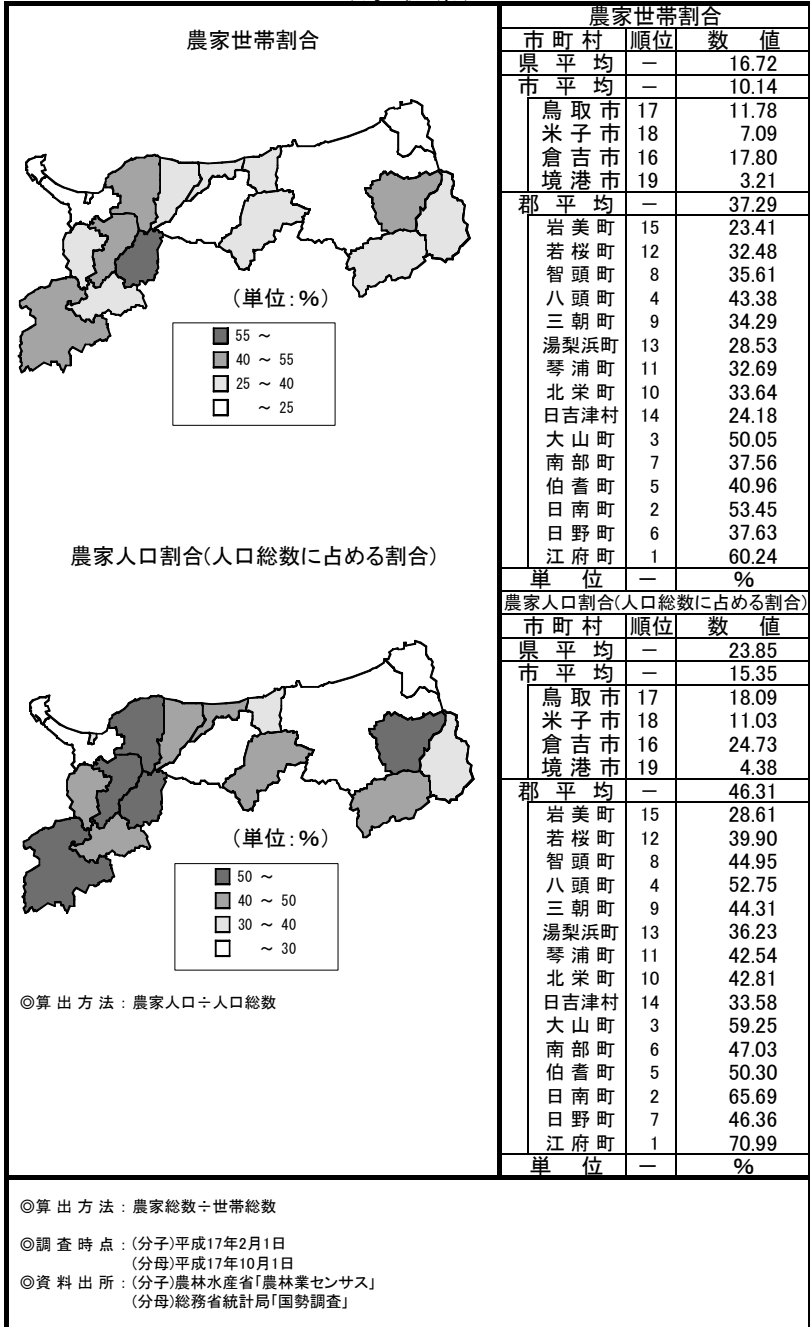 農家世帯割合
(単位:%)
55 ～
40 ～ 55
25 ～ 40
～ 25
農家人口割合(人口総数に占める割合)
(単位:%)
50 ～
40 ～ 50
30 ～ 40
～ 30
◎算出方法：農家人口÷人口総数
農家世帯割合
市町村 順位 数値
県平均 － 16.72
市平均 － 10.14
鳥取市 17 11.78
米子市 18 7.09
倉吉市 16 17.80
境港市 19 3.21
郡平均 － 37.29
岩美町 15 23.41
若桜町 12 32.48
智頭町 8 35.61
八頭町 4 43.38
三朝町 9 34.29
湯梨浜町 13 28.53
琴浦町 11 32.69
北栄町 10 33.64
日吉津村 14 24.18
大山町 3 50.05
南部町 7 37.56
伯耆町 5 40.96
日南町 2 53.45
日野町 6 37.63
江府町 1 60.24
単位 － %
農家人口割合(人口総数に占める割合)
市町村 順位 数値
県平均 － 23.85
市平均 － 15.35
鳥取市 17 18.09
米子市 18 11.03
倉吉市 16 24.73
境港市 19 4.38
郡平均 － 46.31
岩美町 15 28.61
若桜町 12 39.90
智頭町 8 44.95
八頭町 4 52.75
三朝町 9 44.31
湯梨浜町 13 36.23
琴浦町 11 42.54
北栄町 10 42.81
日吉津村 14 33.58
大山町 3 59.25
南部町 6 47.03
伯耆町 5 50.30
日南町 2 65.69
日野町 7 46.36
江府町 1 70.99
単位 － %
◎算出方法：農家総数÷世帯総数
◎調査時点：(分子)平成17年2月1日
(分母)平成17年10月1日
◎資料出所：(分子)農林水産省「農林業センサス」
(分母)総務省統計局「国勢調査」